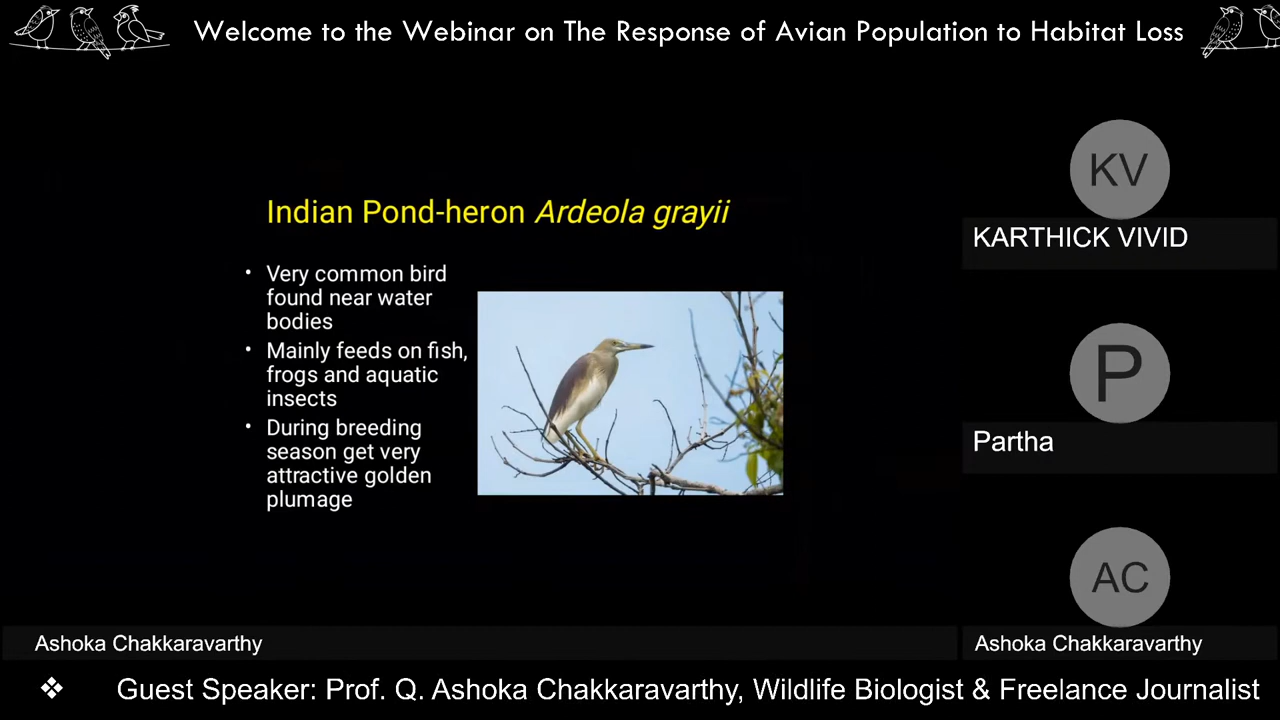 Welcome to the Webinar on The Response of Avian Population to Habitat Loss
Indian Pond-heron Ardeola grayii
• Very common bird
found near water
bodies
• Mainly feeds on fish,
frogs and aquatic
insects
• During breeding
season get very
attractive golden
plumage
KV
KARTHICK VIVID
P
Partha
AC
Ashoka Chakkaravarthy
Ashoka Chakkaravarthy
❖ Guest Speaker: Prof. Q. Ashoka Chakkaravarthy, Wildlife Biologist & Freelance Journalist